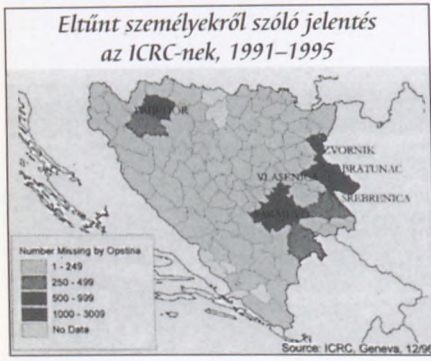 Eltűnt személyekről szóló jelentés
az ICRC-nek, 1991–1995
ZVORNIK
BRATUNAC
VLASENICA
SREBRENICA
Number Missing by Opstina
1 - 249
250 - 499
500 - 999
1000 - 3009
No Data
Source: ICRC, Geneva, 12/95